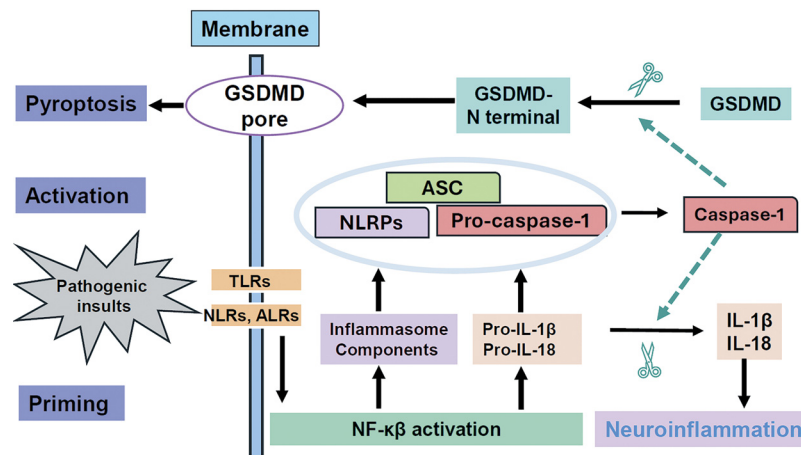 Membrane
Pyroptosis
GSDMD
pore
GSDMD-
N terminal
GSDMD
Activation
ASC
NLRPs
Pro-caspase-1
Caspase-1
Pathogenic
insults
TLRs
NLRs, ALRs
Inflammasome
Components
Pro-IL-1β
Pro-IL-18
IL-1β
IL-18
Priming
NF-κβ activation
Neuroinflammation